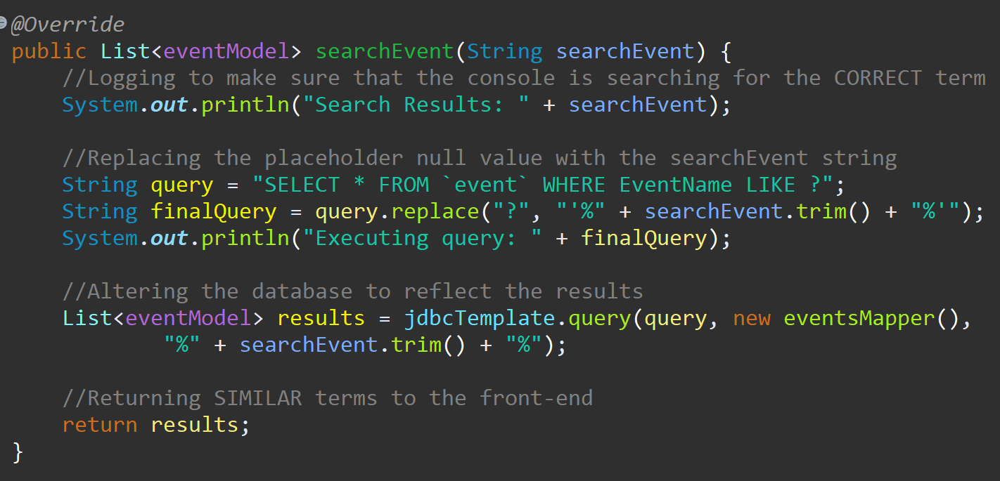 @Override
public List<eventModel> searchEvent(String searchEvent) {
    //Logging to make sure that the console is searching for the CORRECT term
    System.out.println("Search Results: " + searchEvent);

    //Replacing the placeholder null value with the searchEvent string
    String query = "SELECT * FROM `event` WHERE EventName LIKE ?";
    String finalQuery = query.replace("?", "'%" + searchEvent.trim() + "%'");
    System.out.println("Executing query: " + finalQuery);

    //Altering the database to reflect the results
    List<eventModel> results = jdbcTemplate.query(query, new eventsMapper(),
            "%" + searchEvent.trim() + "%");

    //Returning SIMILAR terms to the front-end
    return results;
}